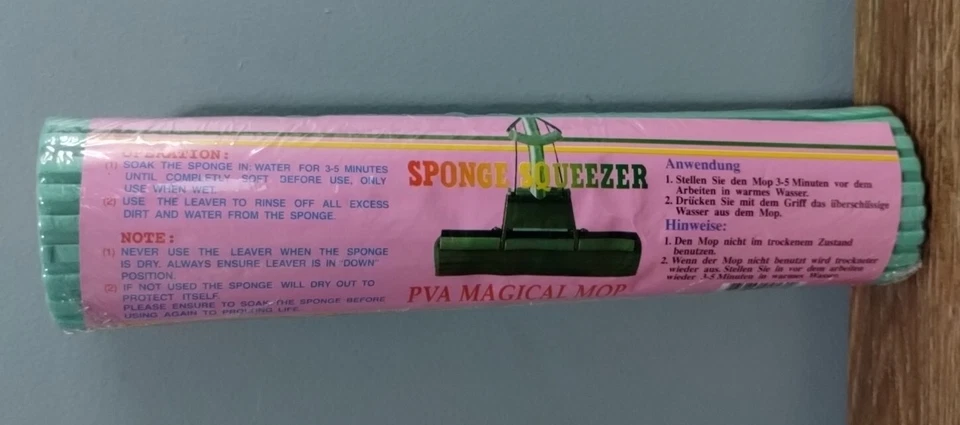 OPERATION:
(1) SOAK THE SPONGE IN: WATER FOR 3-5 MINUTES
UNTIL COMPLETLY SOFT BEFORE USE, ONLY
USE WHEN WET.
(2) USE THE LEAVER TO RINSE OFF ALL EXCESS
DIRT AND WATER FROM THE SPONGE.
NOTE:
(1) NEVER USE THE LEAVER WHEN THE SPONGE
IS DRY. ALWAYS ENSURE LEAVER IS IN "DOWN"
POSITION.
(2) IF NOT USED THE SPONGE WILL DRY OUT TO
PROTECT ITSELF.
PLEASE ENSURE TO SOAK THE SPONGE BEFORE
USING AGAIN TO PROLONG LIFE.
SPONGE SQUEEZER
PVA MAGICAL MOP
Anwendung
1. Stellen Sie den Mop 3-5 Minuten vor dem
Arbeiten in warmes Wasser.
2. Drücken Sie mit dem Griff das überschüssige
Wasser aus dem Mop.
Hinweise:
1. Den Mop nicht im trockenem Zustand
benutzen.
2. Wenn der Mop nicht benutzt wird trockneter
wieder aus. Stellen Sie in vor dem arbeiten
wieder 3-5 Minuten in warmes Wasser.